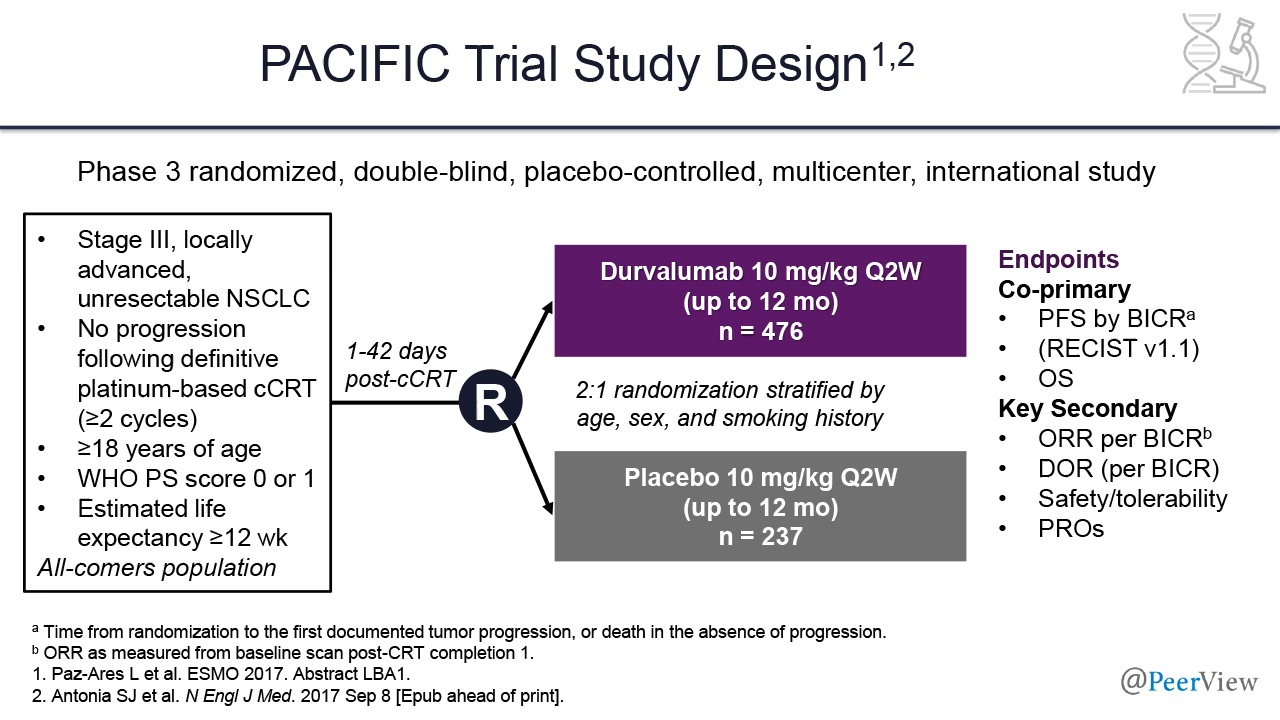 PACIFIC Trial Study Design1,2
Phase 3 randomized, double-blind, placebo-controlled, multicenter, international study
• Stage III, locally
advanced,
unresectable NSCLC
• No progression
following definitive
platinum-based cCRT
(≥2 cycles)
• ≥18 years of age
• WHO PS score 0 or 1
• Estimated life
expectancy ≥12 wk
All-comers population
1-42 days
post-cCRT
R
Durvalumab 10 mg/kg Q2W
(up to 12 mo)
n = 476
2:1 randomization stratified by
age, sex, and smoking history
Placebo 10 mg/kg Q2W
(up to 12 mo)
n = 237
Endpoints
Co-primary
• PFS by BICRa
• (RECIST v1.1)
• OS
Key Secondary
• ORR per BICRb
• DOR (per BICR)
• Safety/tolerability
• PROs
a Time from randomization to the first documented tumor progression, or death in the absence of progression.
b ORR as measured from baseline scan post-CRT completion 1.
1. Paz-Ares L et al. ESMO 2017. Abstract LBA1.
2. Antonia SJ et al. N Engl J Med. 2017 Sep 8 [Epub ahead of print].
@PeerView